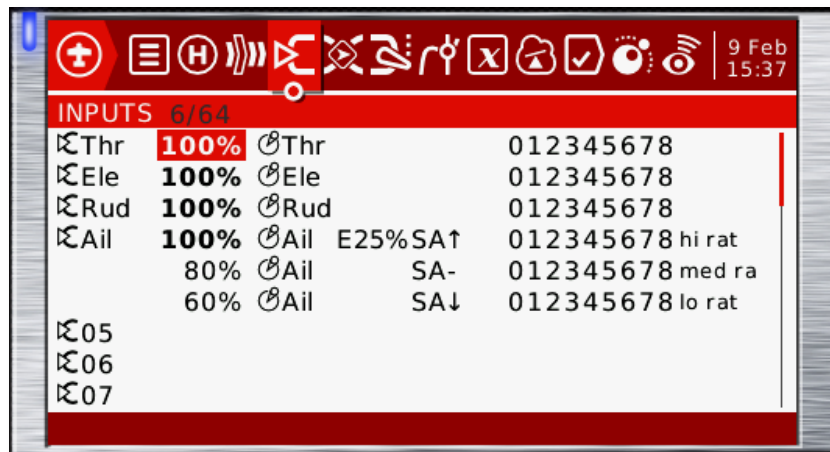 9 Feb
15:37
INPUTS 6/64
Thr 100% Thr 012345678
Ele 100% Ele 012345678
Rud 100% Rud 012345678
Ail 100% Ail E25% SA↑ 012345678 hi rat
80% Ail SA- 012345678 med ra
60% Ail SA↓ 012345678 lo rat
05
06
07